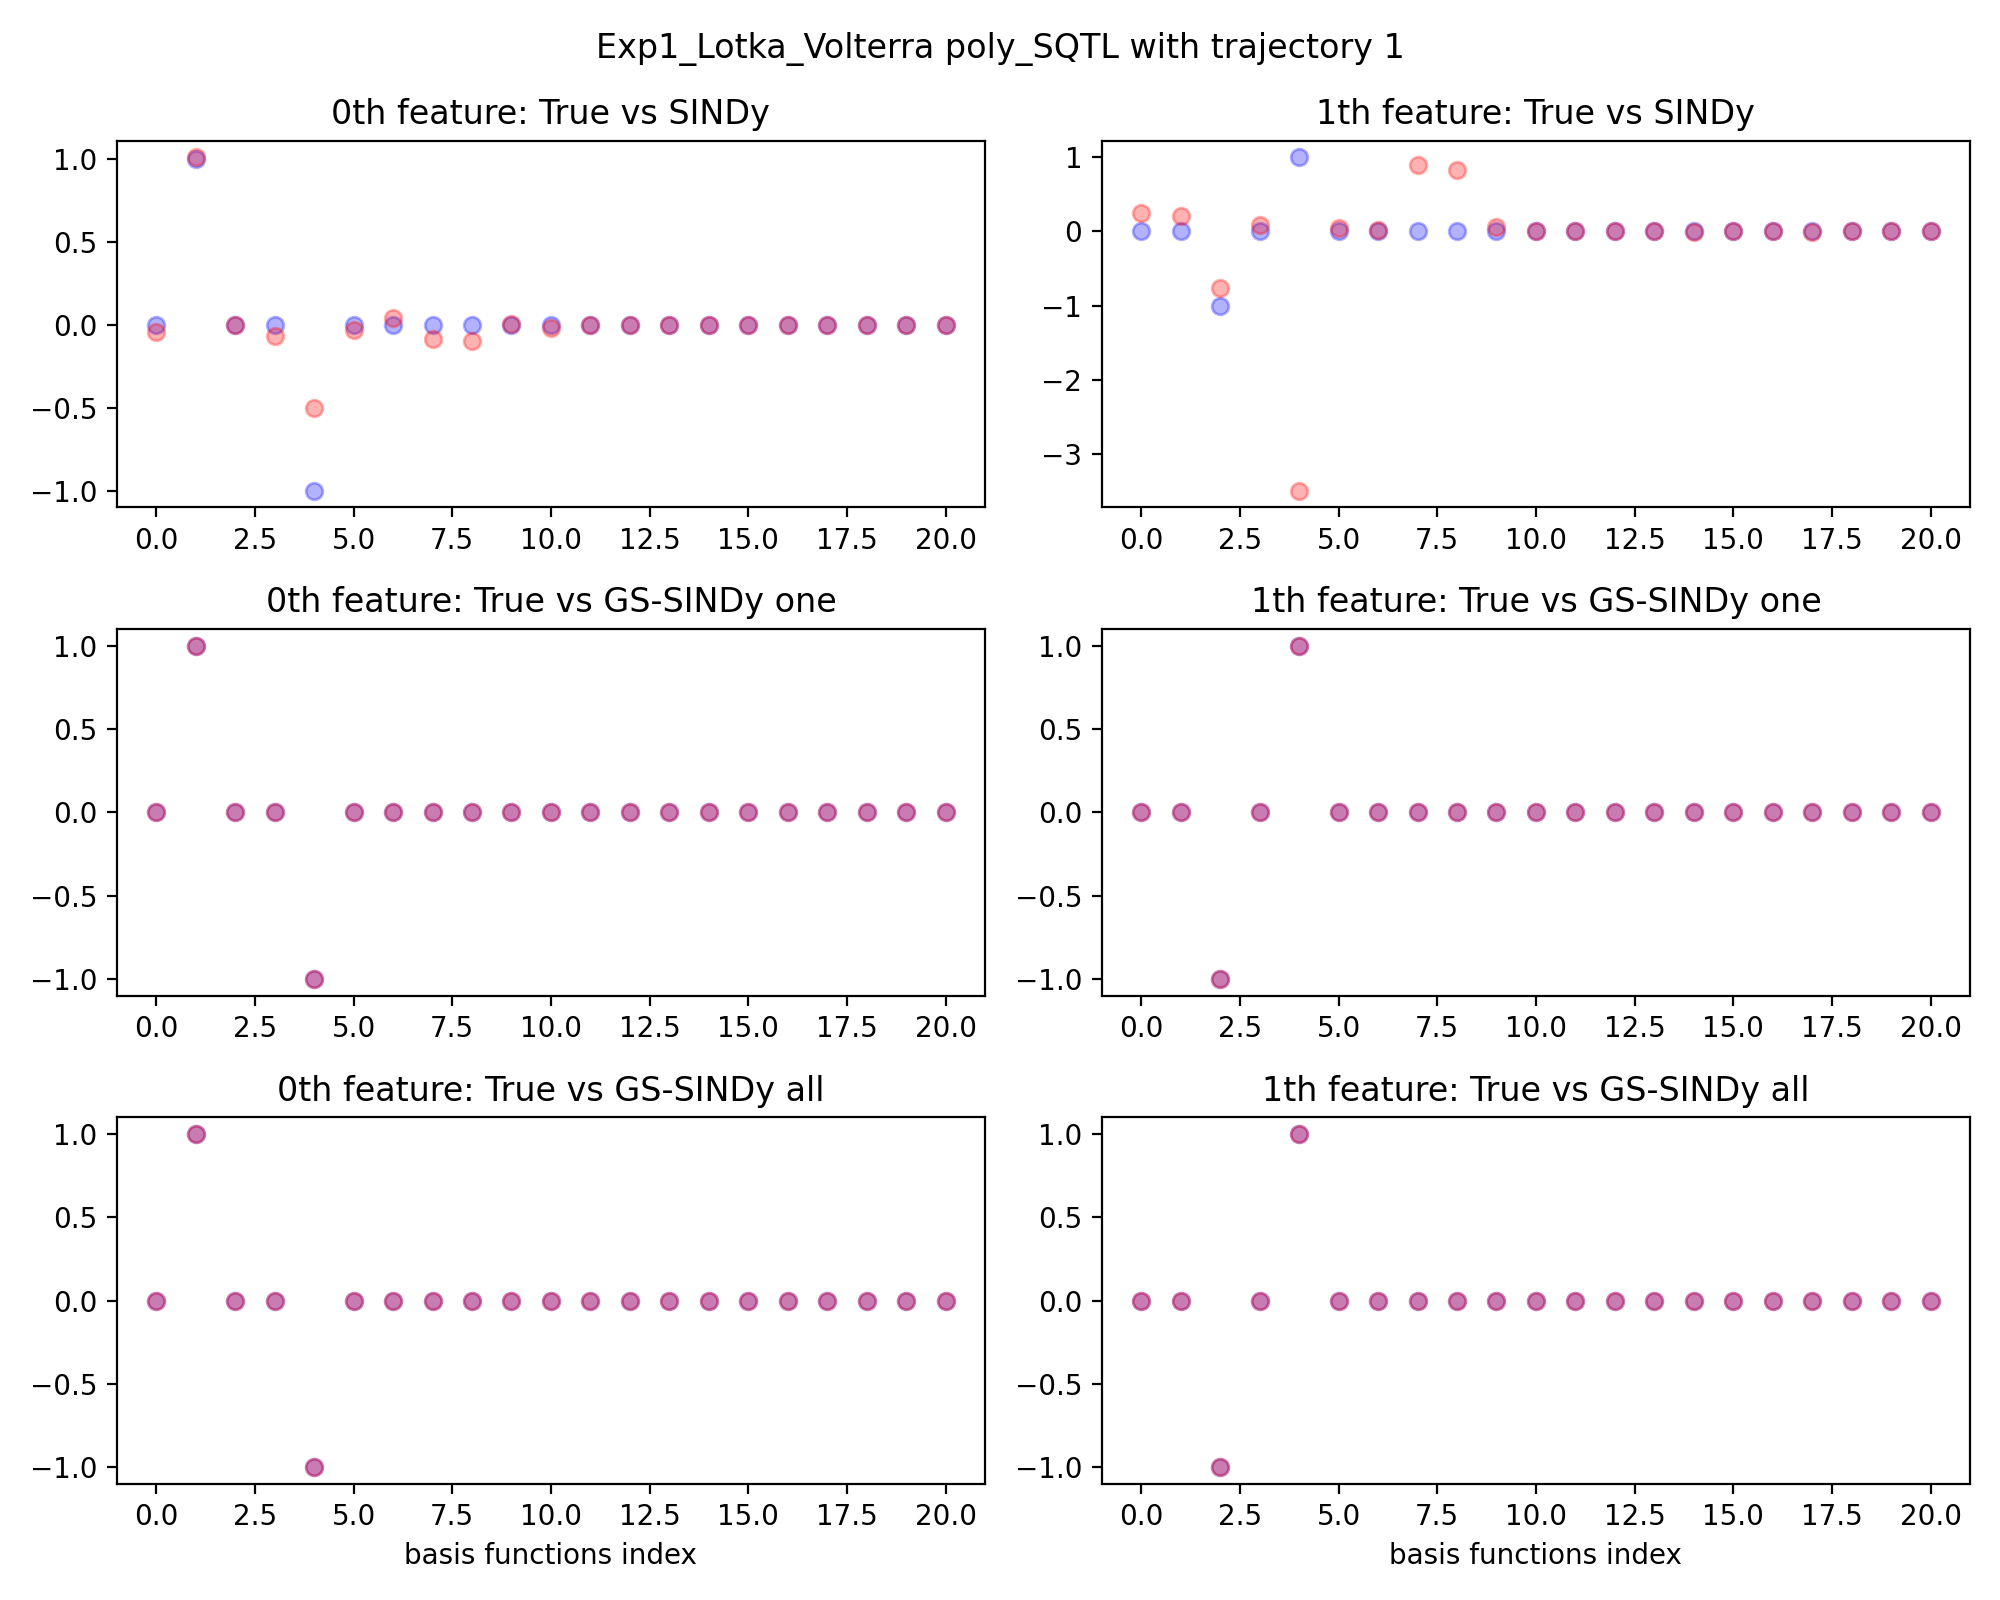 Exp1_Lotka_Volterra poly_SQTL with trajectory 1
0th feature: True vs SINDy
1.0
0.5
0.0
−0.5
−1.0
0.0 2.5 5.0 7.5 10.0 12.5 15.0 17.5 20.0
1th feature: True vs SINDy
1
0
−1
−2
−3
0.0 2.5 5.0 7.5 10.0 12.5 15.0 17.5 20.0
0th feature: True vs GS-SINDy one
1.0
0.5
0.0
−0.5
−1.0
0.0 2.5 5.0 7.5 10.0 12.5 15.0 17.5 20.0
1th feature: True vs GS-SINDy one
1.0
0.5
0.0
−0.5
−1.0
0.0 2.5 5.0 7.5 10.0 12.5 15.0 17.5 20.0
0th feature: True vs GS-SINDy all
1.0
0.5
0.0
−0.5
−1.0
0.0 2.5 5.0 7.5 10.0 12.5 15.0 17.5 20.0
basis functions index
1th feature: True vs GS-SINDy all
1.0
0.5
0.0
−0.5
−1.0
0.0 2.5 5.0 7.5 10.0 12.5 15.0 17.5 20.0
basis functions index